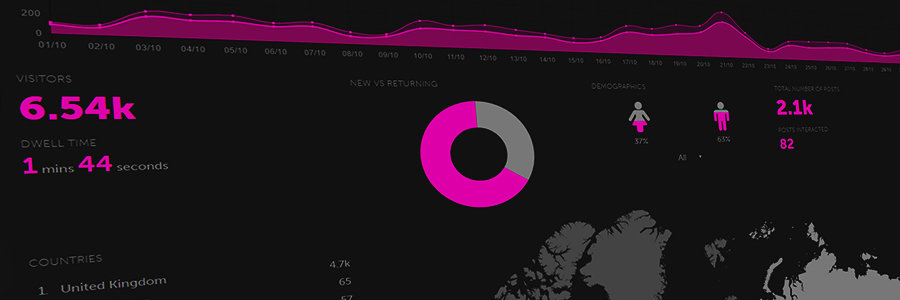 200
0
01/10 02/10 03/10 04/10 05/10 06/10 07/10 08/10 09/10 10/10 11/10 12/10 13/10 14/10 15/10 16/10 17/10 18/10 19/10 20/10 21/10 22/10 23/10 24/10 25/10 26/10 27/10 28/10 29/10
VISITORS
6.54k
DWELL TIME
1 mins 44 seconds
NEW VS RETURNING
DEMOGRAPHICS
37% 63%
All
TOTAL NUMBER OF POSTS
2.1k
POSTS INTERACTED
82
COUNTRIES
4.7k
1. United Kingdom 65
57